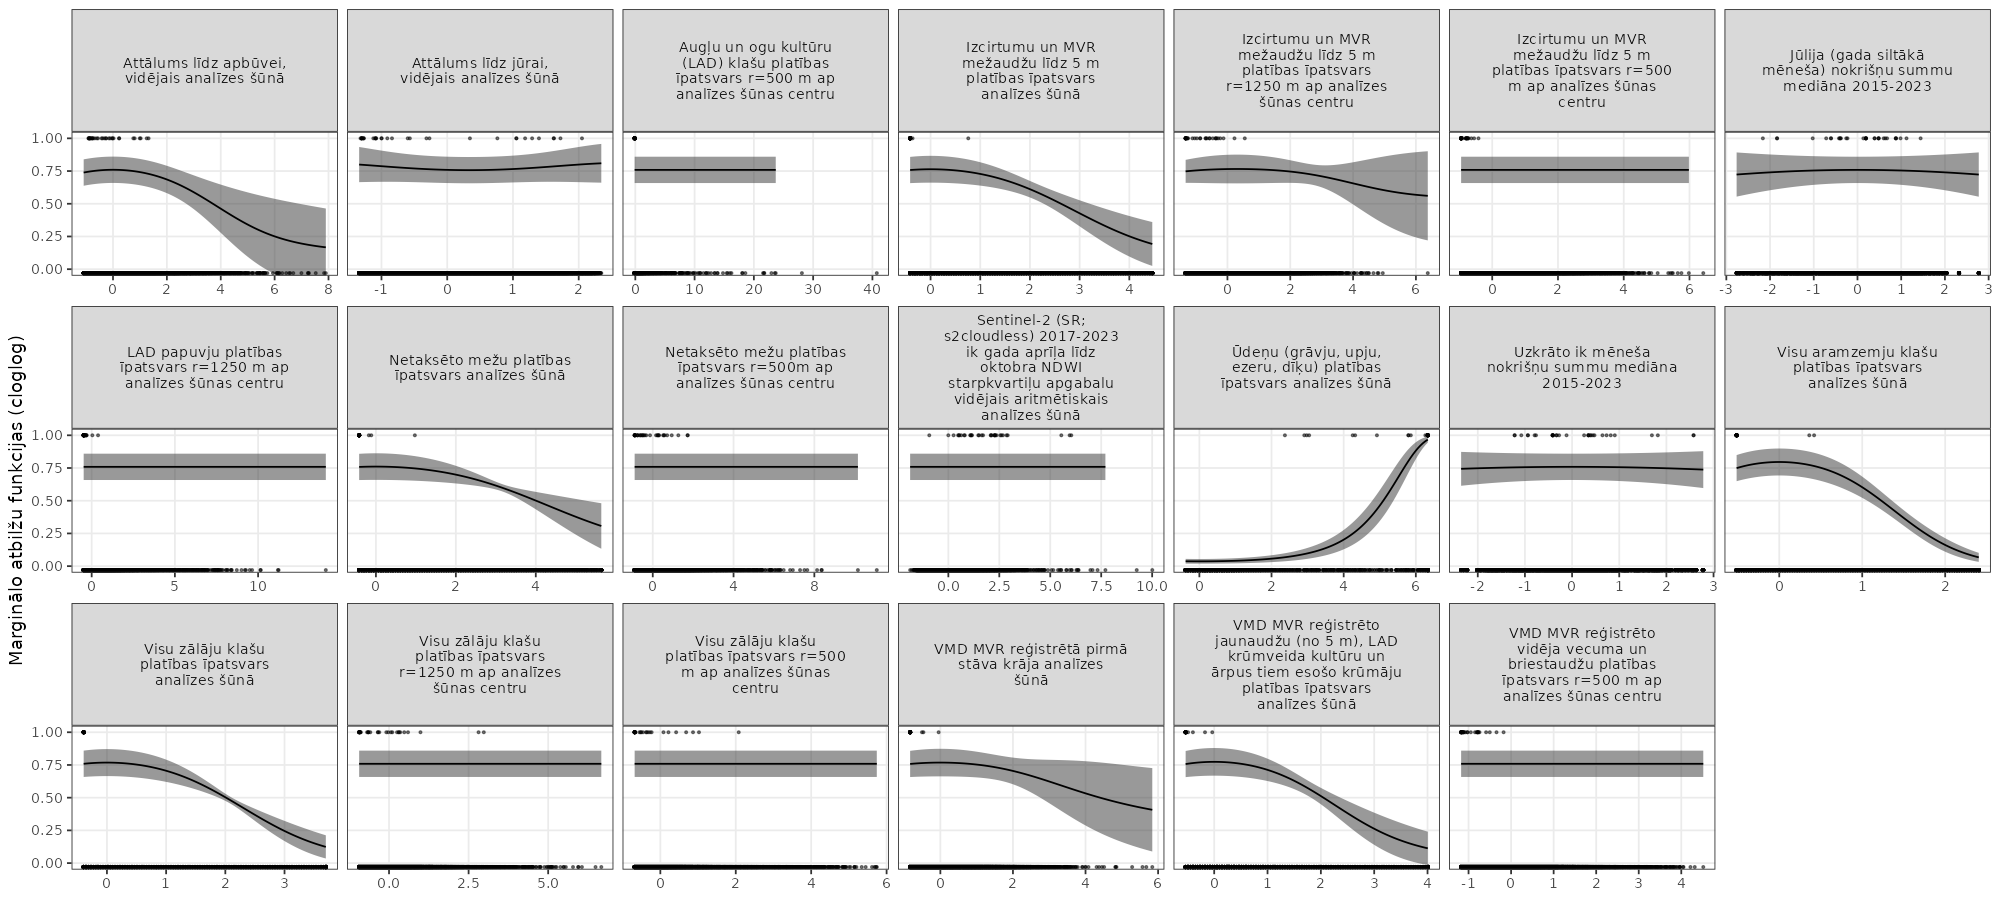 Attālums līdz apbūvei,
vidējais analīzes šūnā
Attālums līdz jūrai,
vidējais analīzes šūnā
Augļu un ogu kultūru
(LAD) klašu platības
īpatsvars r=500 m ap
analīzes šūnas centru
Izcirtumu un MVR
mežaudžu līdz 5 m
platības īpatsvars
analīzes šūnā
Izcirtumu un MVR
mežaudžu līdz 5 m
platības īpatsvars
r=1250 m ap analīzes
šūnas centru
Izcirtumu un MVR
mežaudžu līdz 5 m
platības īpatsvars r=500
m ap analīzes šūnas
centru
Jūlija (gada siltākā
mēneša) nokrišņu summu
mediāna 2015-2023
1.00
0.75
0.50
0.25
0.00
0 2 4 6 8
-1 0 1 2
0 10 20 30 40
0 1 2 3 4
0 2 4 6
0 2 4 6
-3 -2 -1 0 1 2 3
Marginālo atbilžu funkcijas (cloglog)
LAD papuvju platības
īpatsvars r=1250 m ap
analīzes šūnas centru
Netaksēto mežu platības
īpatsvars analīzes šūnā
Netaksēto mežu platības
īpatsvars r=500m ap
analīzes šūnas centru
Sentinel-2 (SR;
s2cloudless) 2017-2023
ik gada aprīļa līdz
oktobra NDWI
starpkvartiļu apgabalu
vidējais aritmētiskais
analīzes šūnā
Ūdeņu (grāvju, upju,
ezeru, dīķu) platības
īpatsvars analīzes šūnā
Uzkrāto ik mēneša
nokrišņu summu mediāna
2015-2023
Visu aramzemju klašu
platības īpatsvars
analīzes šūnā
1.00
0.75
0.50
0.25
0.00
0 5 10
0 2 4
0 4 8
0.0 2.5 5.0 7.5 10.0
0 2 4 6
-2 -1 0 1 2 3
0 1 2
Visu zālāju klašu
platības īpatsvars
analīzes šūnā
Visu zālāju klašu
platības īpatsvars
r=1250 m ap analīzes
šūnas centru
Visu zālāju klašu
platības īpatsvars r=500
m ap analīzes šūnas
centru
VMD MVR reģistrētā pirmā
stāva krāja analīzes
šūnā
VMD MVR reģistrēto
jaunaudžu (no 5 m), LAD
krūmveida kultūru un
ārpus tiem esošo krūmāju
platības īpatsvars
analīzes šūnā
VMD MVR reģistrēto
vidēja vecuma un
briestaudžu platības
īpatsvars r=500 m ap
analīzes šūnas centru
1.00
0.75
0.50
0.25
0.00
0 1 2 3
0.0 2.5 5.0
0 2 4 6
0 2 4 6
0 1 2 3 4
-1 0 1 2 3 4